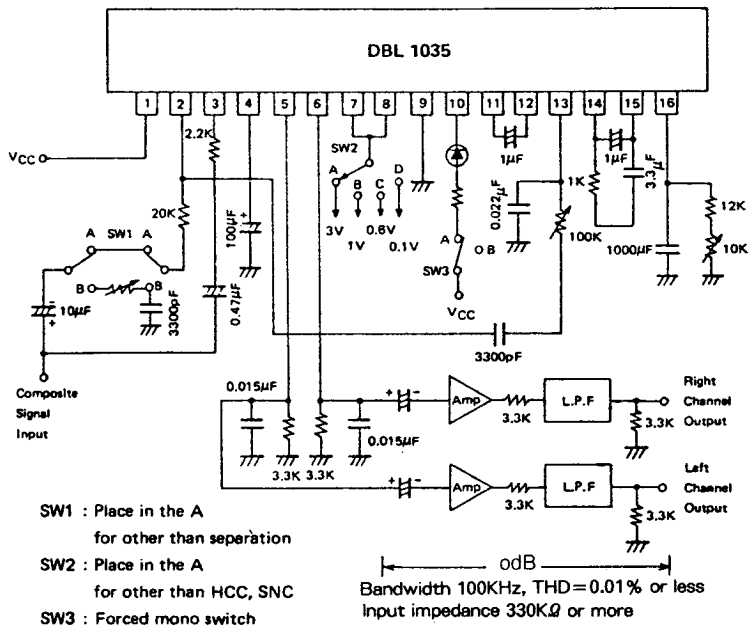 DBL 1035
1 2 3 4 5 6 7 8 9 10 11 12 13 14 15 16
2.2K
VCC
SW2
A B C D
3V 1V 0.6V 0.1V
1μF
1μF
3.3μF
1K
0.022μF
100K
12K
10K
1000μF
20K
SW1
A A
B B
100μF
10μF
3300pF
0.47μF
A B
SW3
VCC
3300pF
Composite
Signal
Input
0.015μF
3.3K 3.3K
0.015μF
Amp
3.3K
L.P.F
3.3K
Right
Channel
Output
Amp
3.3K
L.P.F
3.3K
Left
Channel
Output
SW1 : Place in the A
for other than separation
SW2 : Place in the A
for other than HCC, SNC
SW3 : Forced mono switch
odB
Bandwidth 100KHz, THD=0.01% or less
Input impedance 330KΩ or more